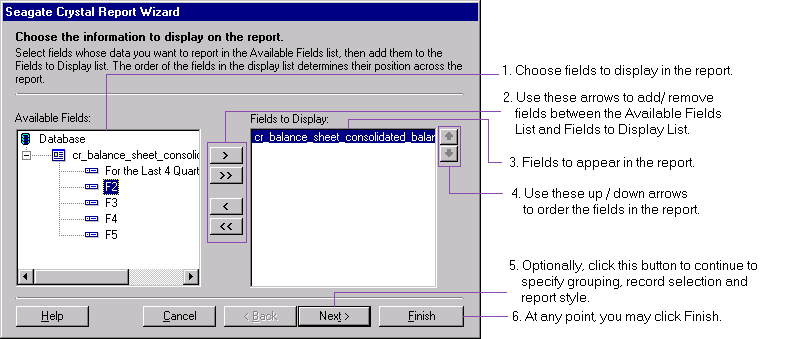 Seagate Crystal Report Wizard
Choose the information to display on the report.
Select fields whose data you want to report in the Available Fields list, then add them to the
Fields to Display list. The order of the fields in the display list determines their position across the
report.
Available Fields:
Database
cr_balance_sheet_consolic
For the Last 4 Quart
F2
F3
F4
F5
>
>>
<
<<
Fields to Display:
cr_balance_sheet_consolidated_balar
Help
Cancel
< Back
Next >
Finish
1. Choose fields to display in the report.
2. Use these arrows to add/ remove
fields between the Available Fields
List and Fields to Display List.
3. Fields to appear in the report.
4. Use these up / down arrows
to order the fields in the report.
5. Optionally, click this button to continue to
specify grouping, record selection and
report style.
6. At any point, you may click Finish.